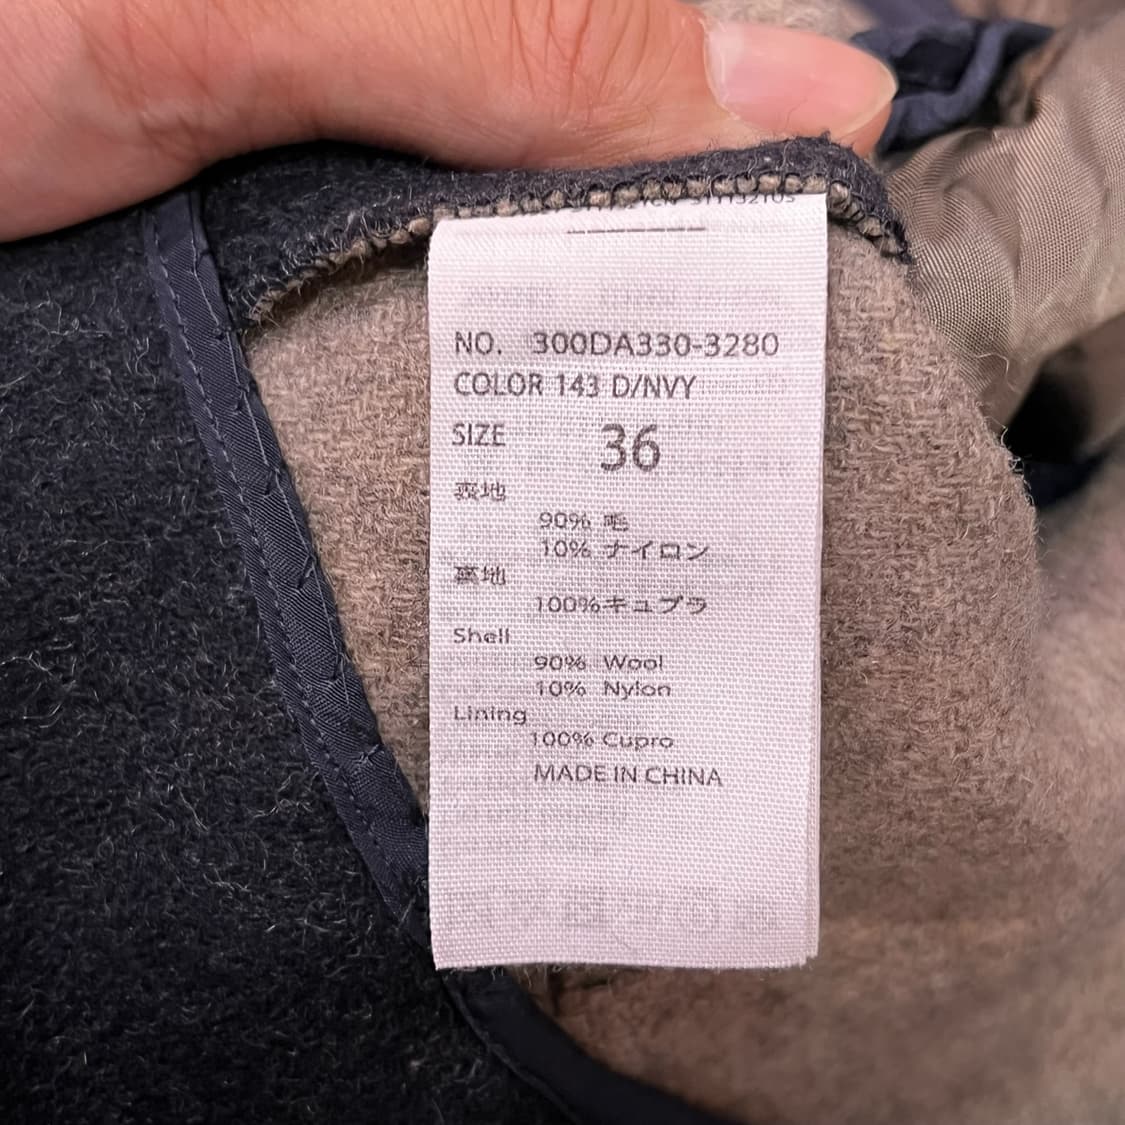 NO. 300DA330-3280
COLOR 143 D/NVY
SIZE 36
表地
90% 毛
10% ナイロン
裏地
100%キュプラ
Shell
90% Wool
10% Nylon
Lining
100% Cupro
MADE IN CHINA